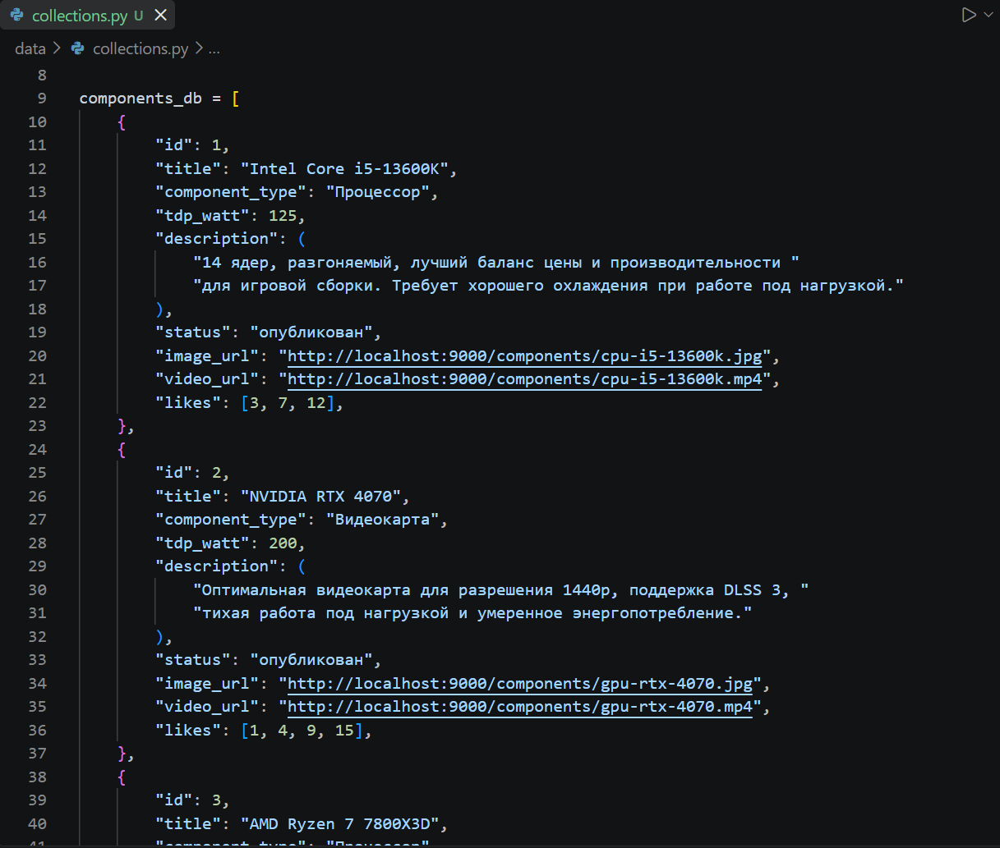 collections.py U
data > collections.py > ...
8
9 components_db = [
10 {
11 "id": 1,
12 "title": "Intel Core i5-13600K",
13 "component_type": "Процессор",
14 "tdp_watt": 125,
15 "description": (
16 "14 ядер, разгоняемый, лучший баланс цены и производительности "
17 "для игровой сборки. Требует хорошего охлаждения при работе под нагрузкой."
18 ),
19 "status": "опубликован",
20 "image_url": "http://localhost:9000/components/cpu-i5-13600k.jpg",
21 "video_url": "http://localhost:9000/components/cpu-i5-13600k.mp4",
22 "likes": [3, 7, 12],
23 },
24 {
25 "id": 2,
26 "title": "NVIDIA RTX 4070",
27 "component_type": "Видеокарта",
28 "tdp_watt": 200,
29 "description": (
30 "Оптимальная видеокарта для разрешения 1440p, поддержка DLSS 3, "
31 "тихая работа под нагрузкой и умеренное энергопотребление."
32 ),
33 "status": "опубликован",
34 "image_url": "http://localhost:9000/components/gpu-rtx-4070.jpg",
35 "video_url": "http://localhost:9000/components/gpu-rtx-4070.mp4",
36 "likes": [1, 4, 9, 15],
37 },
38 {
39 "id": 3,
40 "title": "AMD Ryzen 7 7800X3D",
41 "component_type": "Процессор"